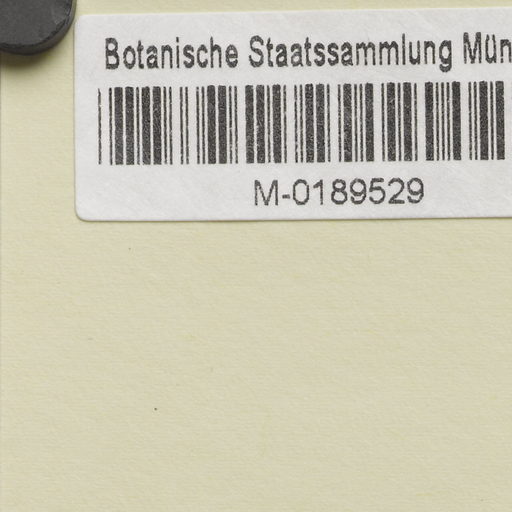 Botanische Staatssammlung Mün
M-0189529